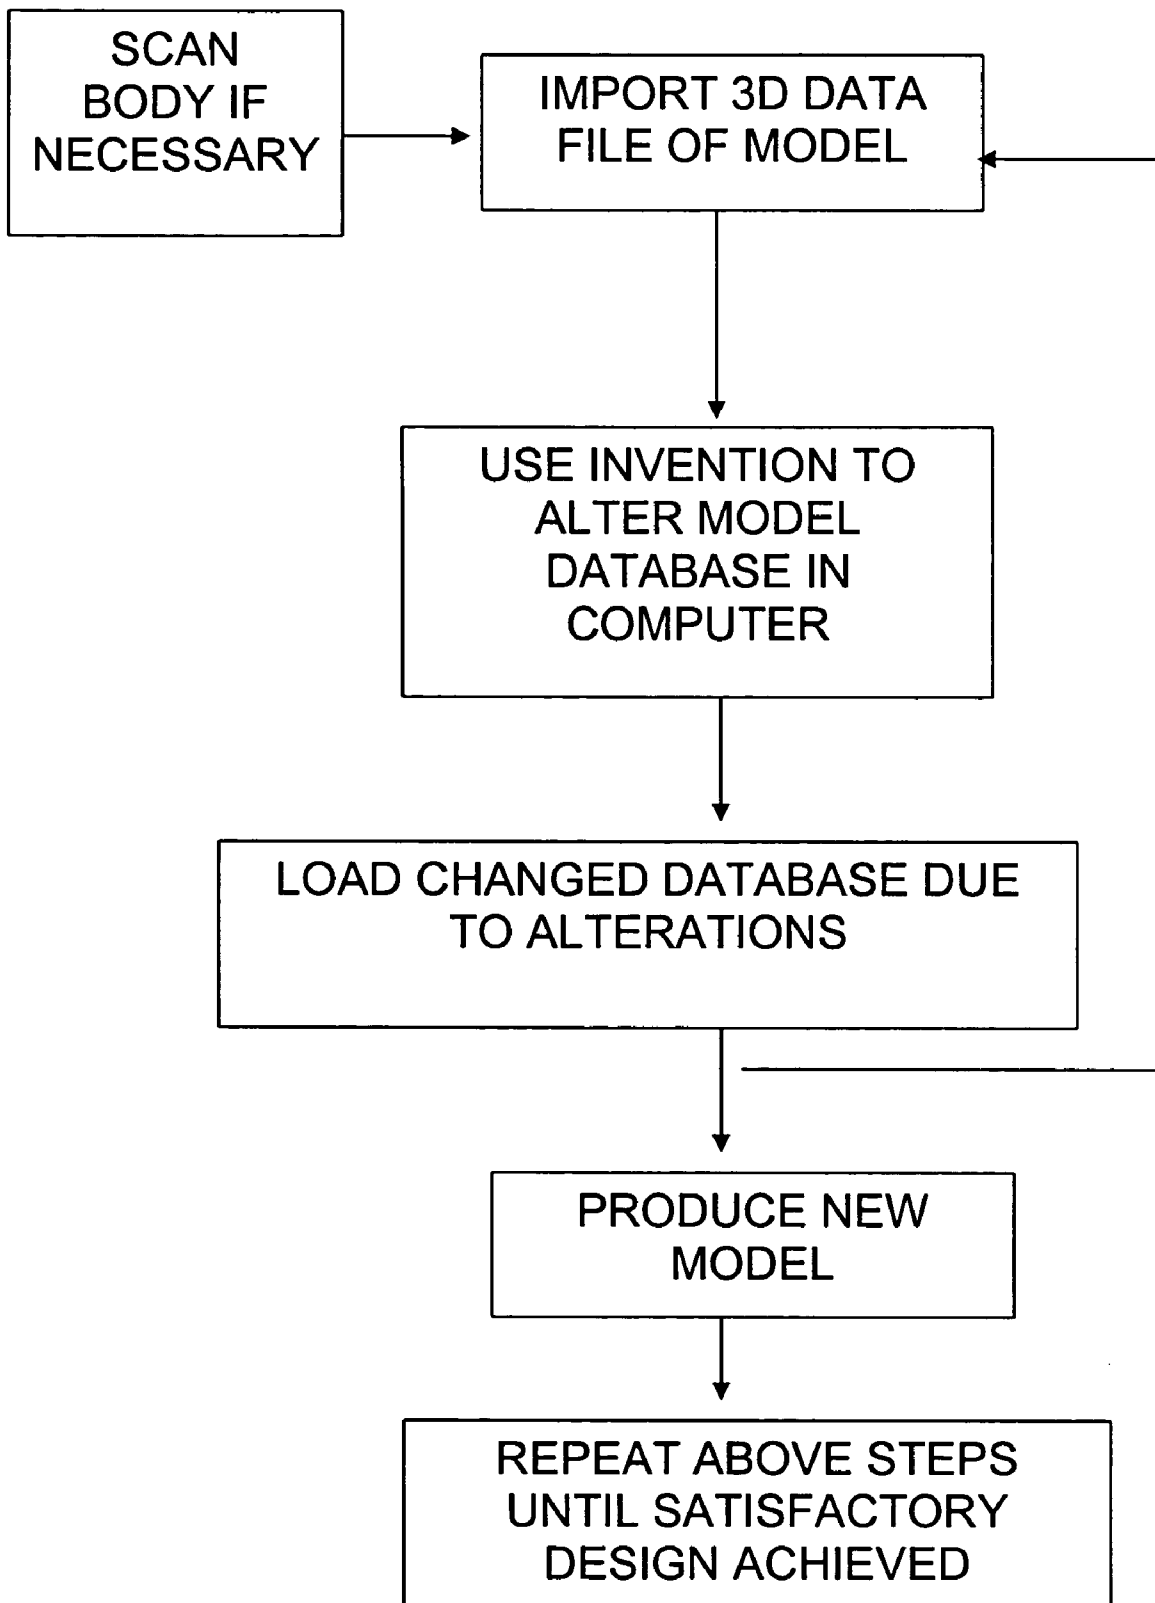 SCAN
BODY IF
NECESSARY
IMPORT 3D DATA
FILE OF MODEL
USE INVENTION TO
ALTER MODEL
DATABASE IN
COMPUTER
LOAD CHANGED DATABASE DUE
TO ALTERATIONS
PRODUCE NEW
MODEL
REPEAT ABOVE STEPS
UNTIL SATISFACTORY
DESIGN ACHIEVED